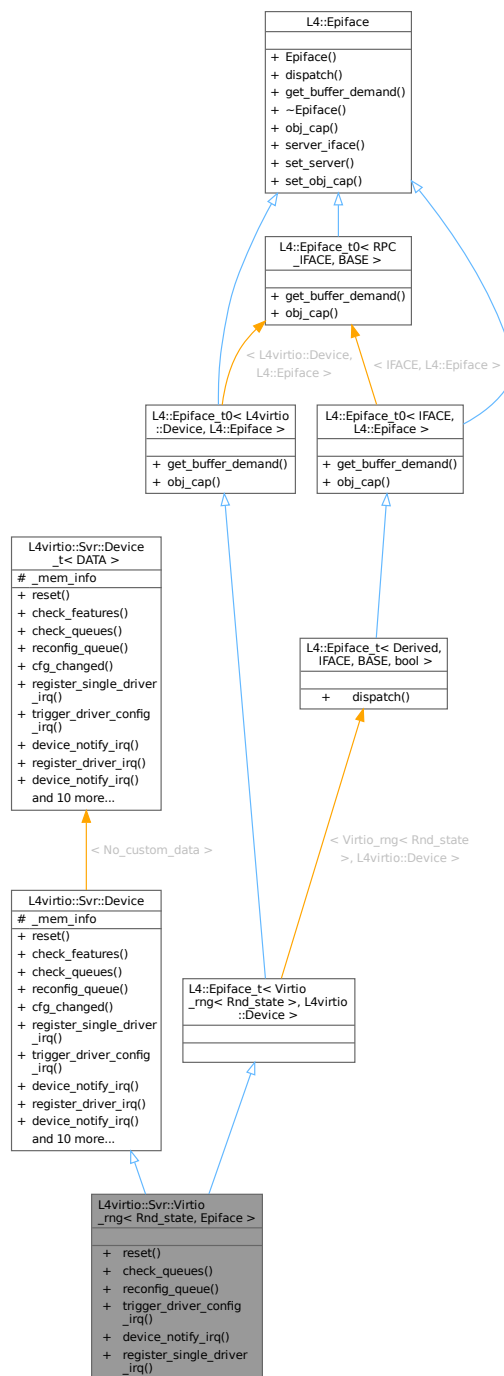 L4::Epiface
+ Epiface()
+ dispatch()
+ get_buffer_demand()
+ ~Epiface()
+ obj_cap()
+ server_iface()
+ set_server()
+ set_obj_cap()
L4::Epiface_t0< RPC
_IFACE, BASE >
+ get_buffer_demand()
+ obj_cap()
< L4virtio::Device,
L4::Epiface >
< IFACE, L4::Epiface >
L4::Epiface_t0< L4virtio
::Device, L4::Epiface >
+ get_buffer_demand()
+ obj_cap()
L4::Epiface_t0< IFACE,
L4::Epiface >
+ get_buffer_demand()
+ obj_cap()
L4virtio::Svr::Device
_t< DATA >
# _mem_info
+ reset()
+ check_features()
+ check_queues()
+ reconfig_queue()
+ cfg_changed()
+ register_single_driver
_irq()
+ trigger_driver_config
_irq()
+ device_notify_irq()
+ register_driver_irq()
+ device_notify_irq()
and 10 more...
L4::Epiface_t< Derived,
IFACE, BASE, bool >
+ dispatch()
< No_custom_data >
< Virtio_rng< Rnd_state
>, L4virtio::Device >
L4virtio::Svr::Device
# _mem_info
+ reset()
+ check_features()
+ check_queues()
+ reconfig_queue()
+ cfg_changed()
+ register_single_driver
_irq()
+ trigger_driver_config
_irq()
+ device_notify_irq()
+ register_driver_irq()
+ device_notify_irq()
and 10 more...
L4::Epiface_t< Virtio
_rng< Rnd_state >, L4virtio
::Device >
L4virtio::Svr::Virtio
_rng< Rnd_state, Epiface >
+ reset()
+ check_queues()
+ reconfig_queue()
+ trigger_driver_config
_irq()
+ device_notify_irq()
+ register_single_driver
_irq()